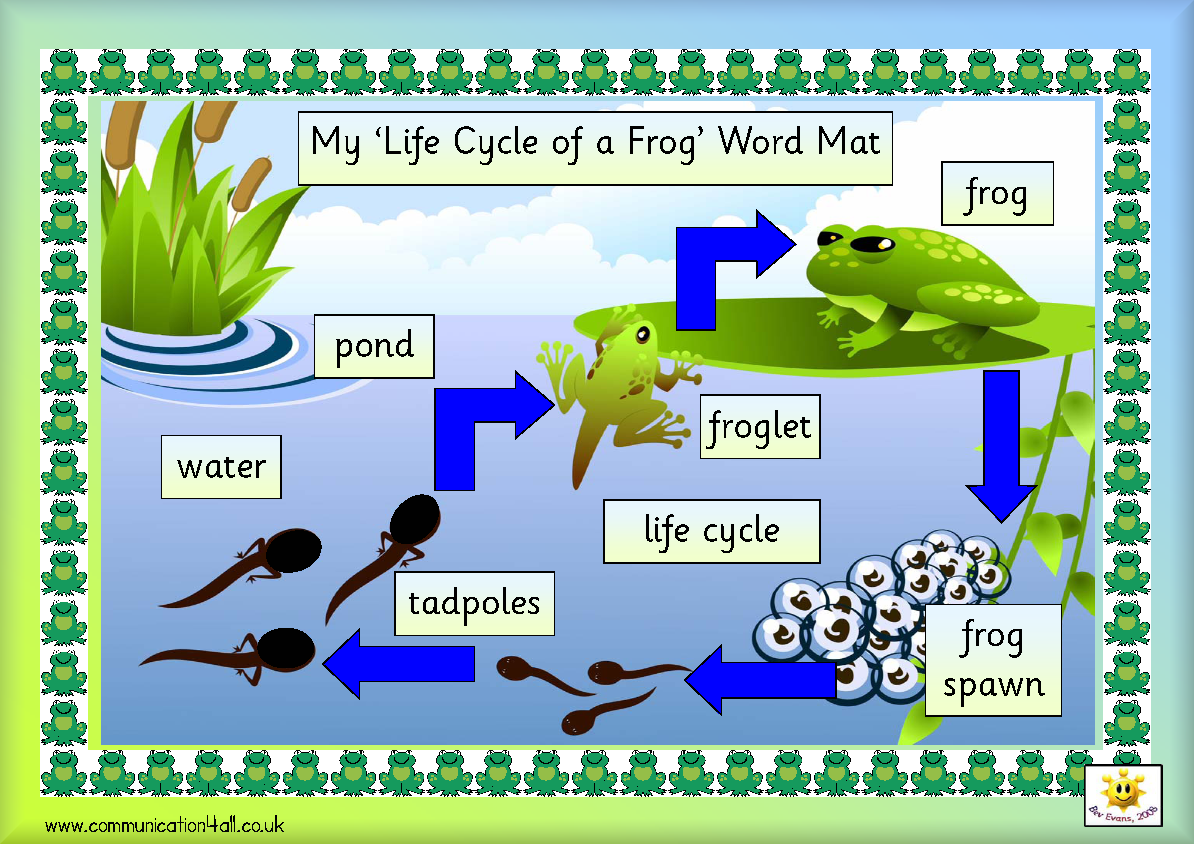 My ‘Life Cycle of a Frog’ Word Mat
frog
pond
froglet
water
life cycle
tadpoles
frog
spawn
www.communication4all.co.uk
Bev Evans, 2008